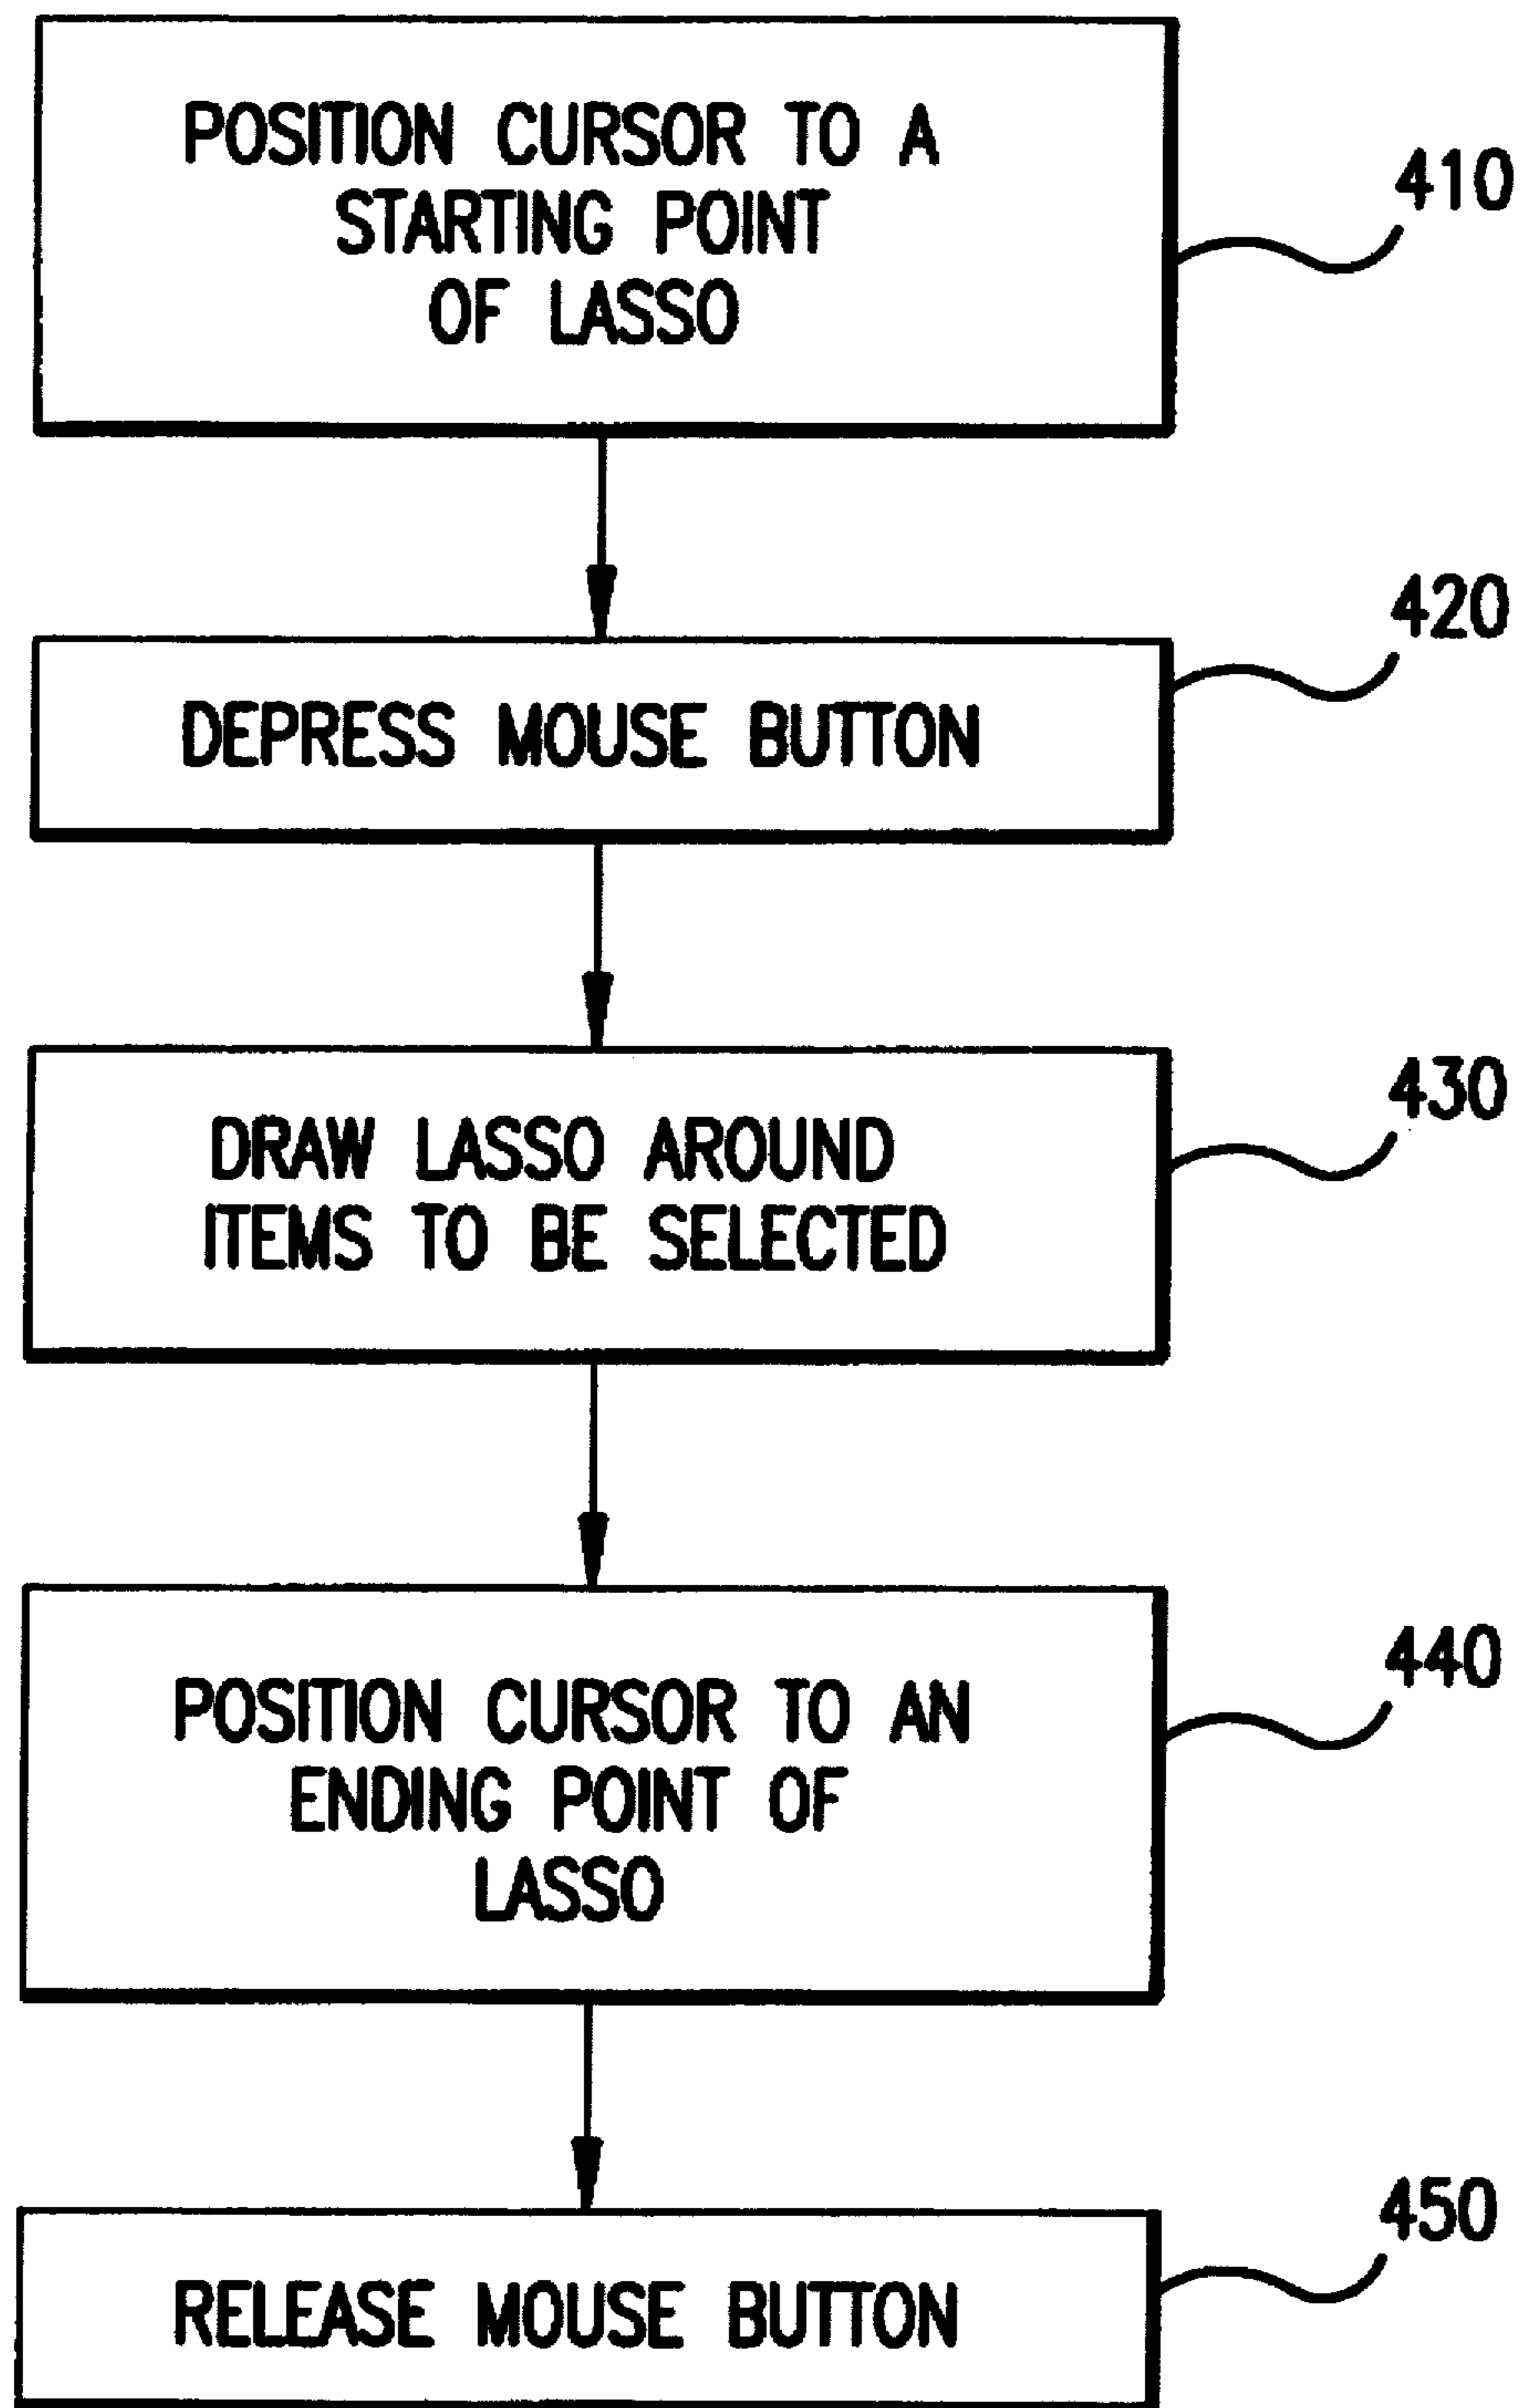 POSITION CURSOR TO A
STARTING POINT
OF LASSO
410
DEPRESS MOUSE BUTTON
420
DRAW LASSO AROUND
ITEMS TO BE SELECTED
430
POSITION CURSOR TO AN
ENDING POINT OF
LASSO
440
RELEASE MOUSE BUTTON
450